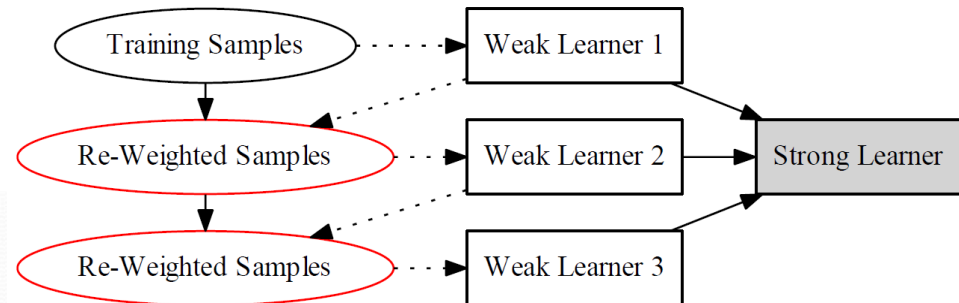 Training Samples
Weak Learner 1
Re-Weighted Samples
Weak Learner 2
Strong Learner
Re-Weighted Samples
Weak Learner 3